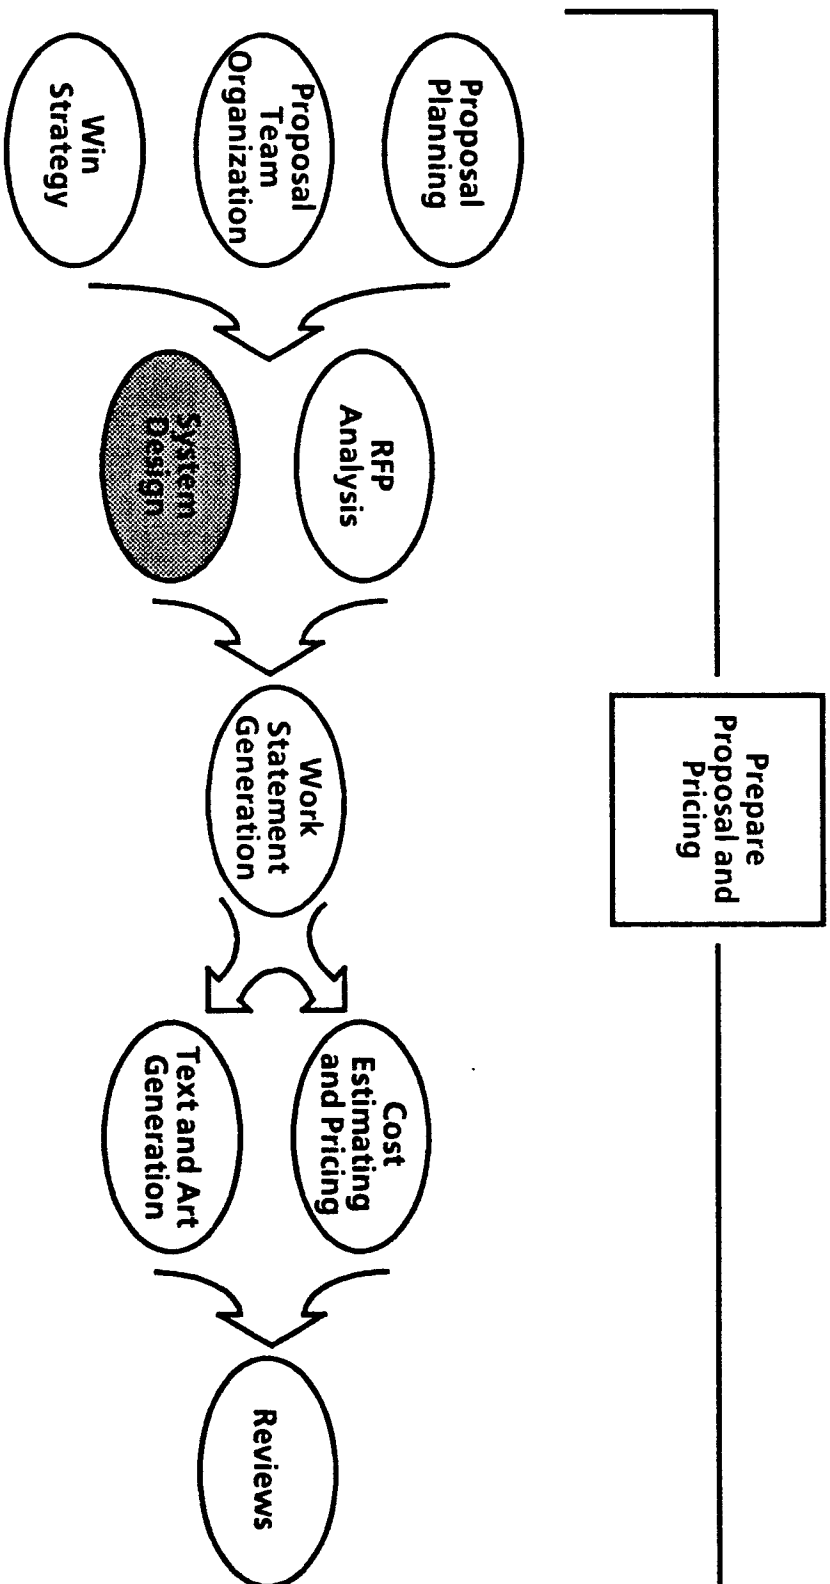 Prepare
Proposal and
Pricing
Proposal
Planning
Proposal
Team
Organization
Win
Strategy
RFP
Analysis
System
Design
Work
Statement
Generation
Cost
Estimating
and Pricing
Text and Art
Generation
Reviews